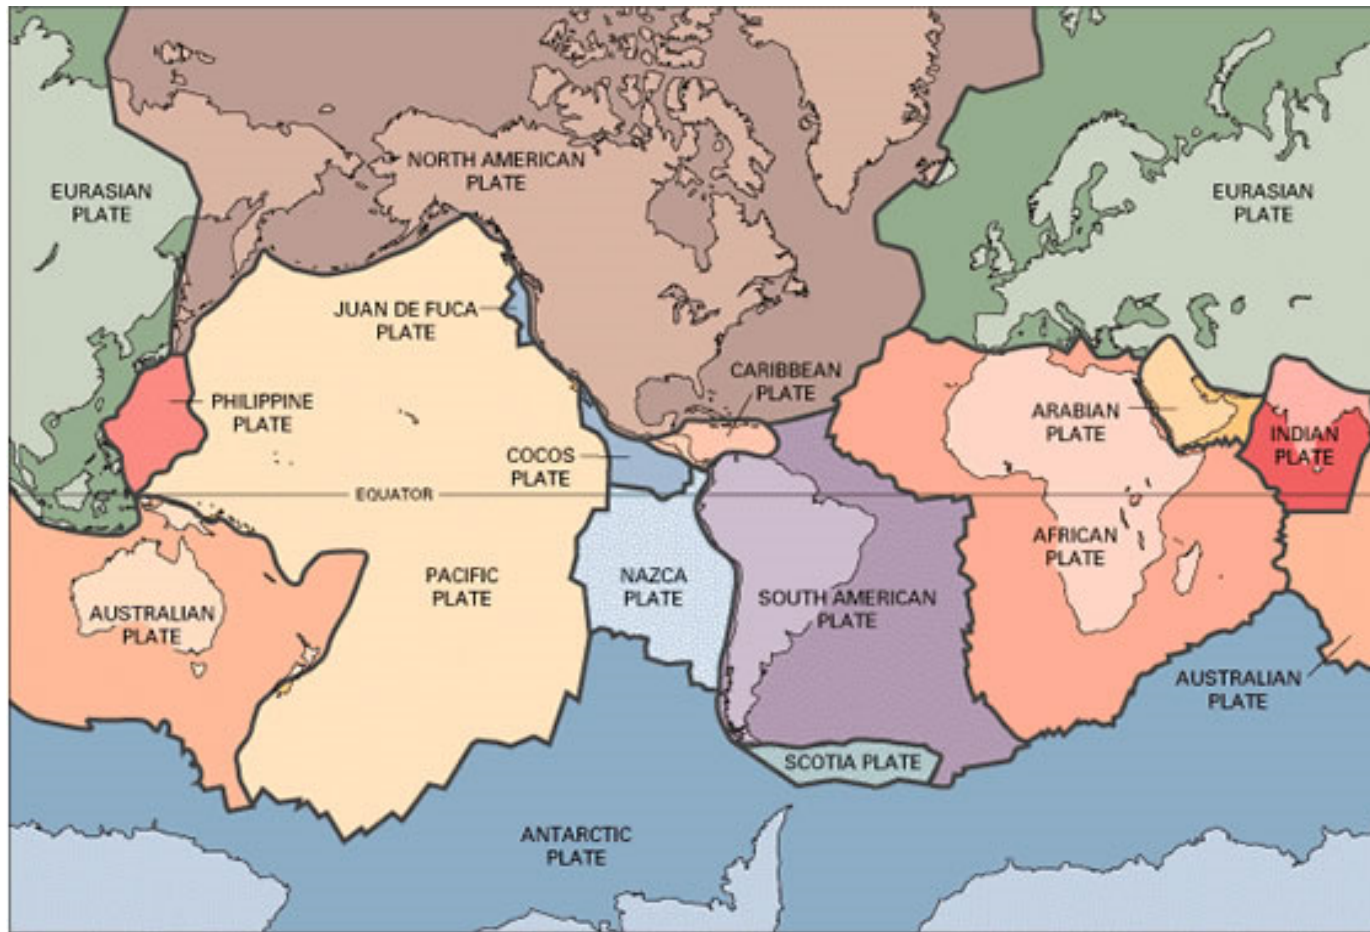 NORTH AMERICAN
PLATE
EURASIAN
PLATE
EURASIAN
PLATE
JUAN DE FUCA
PLATE
CARIBBEAN
PLATE
PHILIPPINE
PLATE
ARABIAN
PLATE
INDIAN
PLATE
COCOS
PLATE
EQUATOR
AFRICAN
PLATE
PACIFIC
PLATE
NAZCA
PLATE
SOUTH AMERICAN
PLATE
AUSTRALIAN
PLATE
AUSTRALIAN
PLATE
SCOTIA PLATE
ANTARCTIC
PLATE